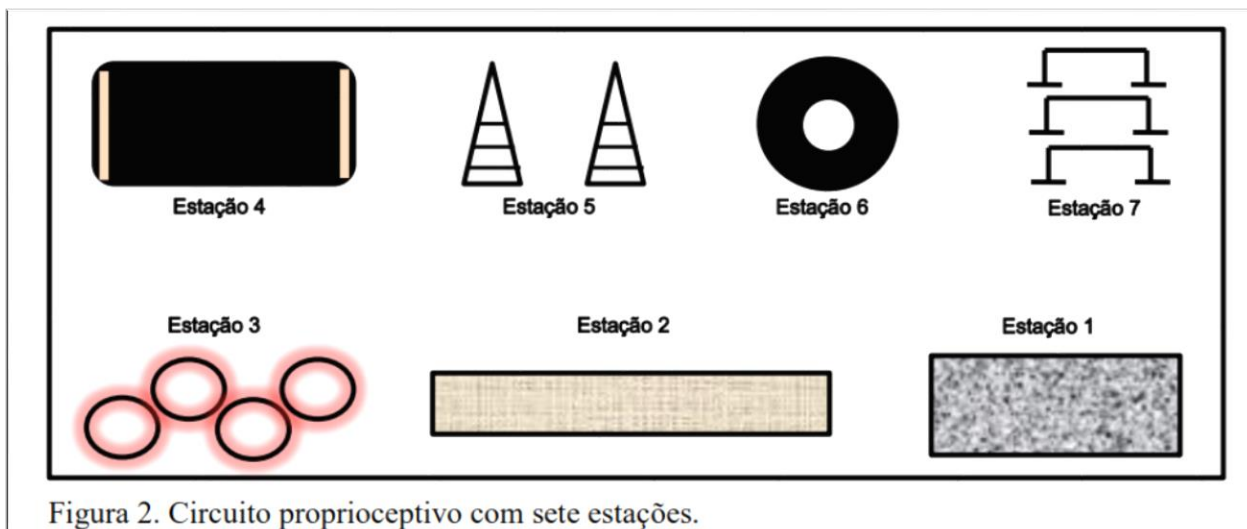 Estação 4
Estação 5
Estação 6
Estação 7
Estação 3
Estação 2
Estação 1
Figura 2. Circuito proprioceptivo com sete estações.